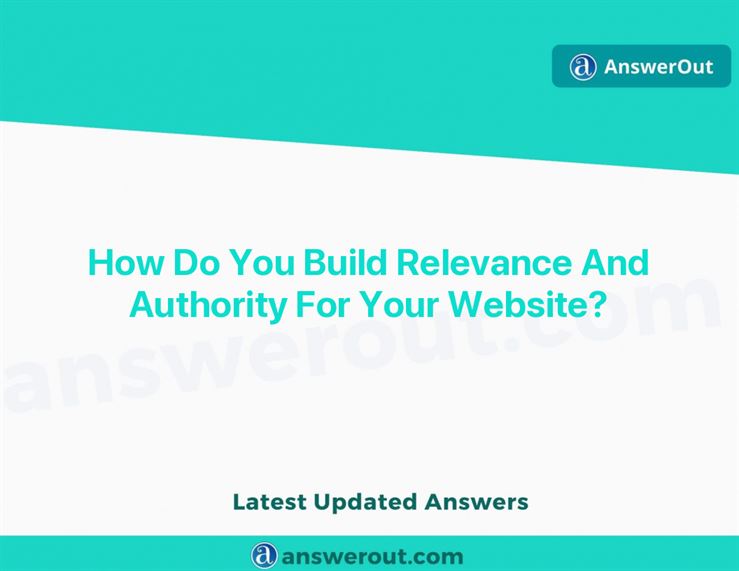 AnswerOut
How Do You Build Relevance And
Authority For Your Website?
answerout.com
Latest Updated Answers
answerout.com